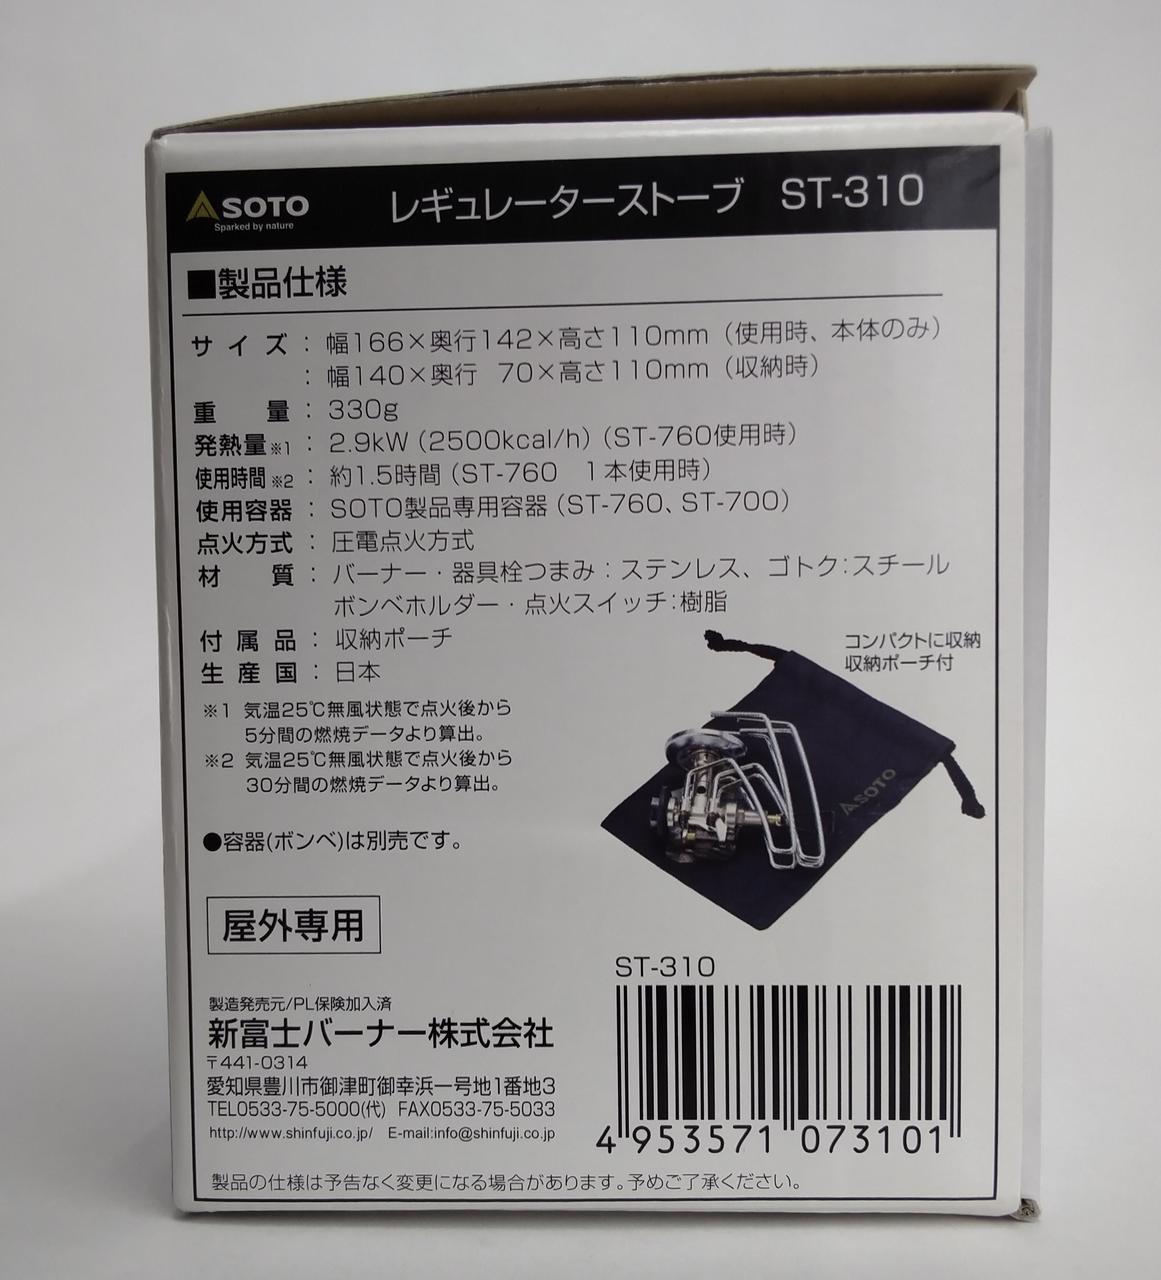 SOTO
Sparked by nature
レギュレーターストーブ ST-310
■製品仕様
サイズ：幅166×奥行142×高さ110mm（使用時、本体のみ）
：幅140×奥行 70×高さ110mm（収納時）
重量：330g
発熱量※1：2.9kW（2500kcal/h）（ST-760使用時）
使用時間※2：約1.5時間（ST-760 1本使用時）
使用容器：SOTO製品専用容器（ST-760、ST-700）
点火方式：圧電点火方式
材質：バーナー・器具栓つまみ：ステンレス、ゴトク：スチール
ボンベホルダー・点火スイッチ：樹脂
付属品：収納ポーチ
生産国：日本
コンパクトに収納
収納ポーチ付
※1 気温25℃無風状態で点火後から
5分間の燃焼データより算出。
※2 気温25℃無風状態で点火後から
30分間の燃焼データより算出。
SOTO
●容器(ボンベ)は別売です。
屋外専用
ST-310
製造発売元/PL保険加入済
新富士バーナー株式会社
〒441-0314
愛知県豊川市御津町御幸浜一号地1番地3
TEL0533-75-5000(代) FAX0533-75-5033
http://www.shinfuji.co.jp/ E-mail:info@shinfuji.co.jp
4 953571 073101
製品の仕様は予告なく変更になる場合があります。予めご了承ください。